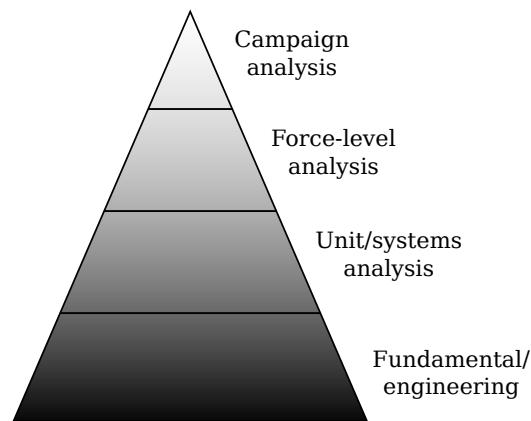 Campaign
analysis
Force-level
analysis
Unit/systems
analysis
Fundamental/
engineering